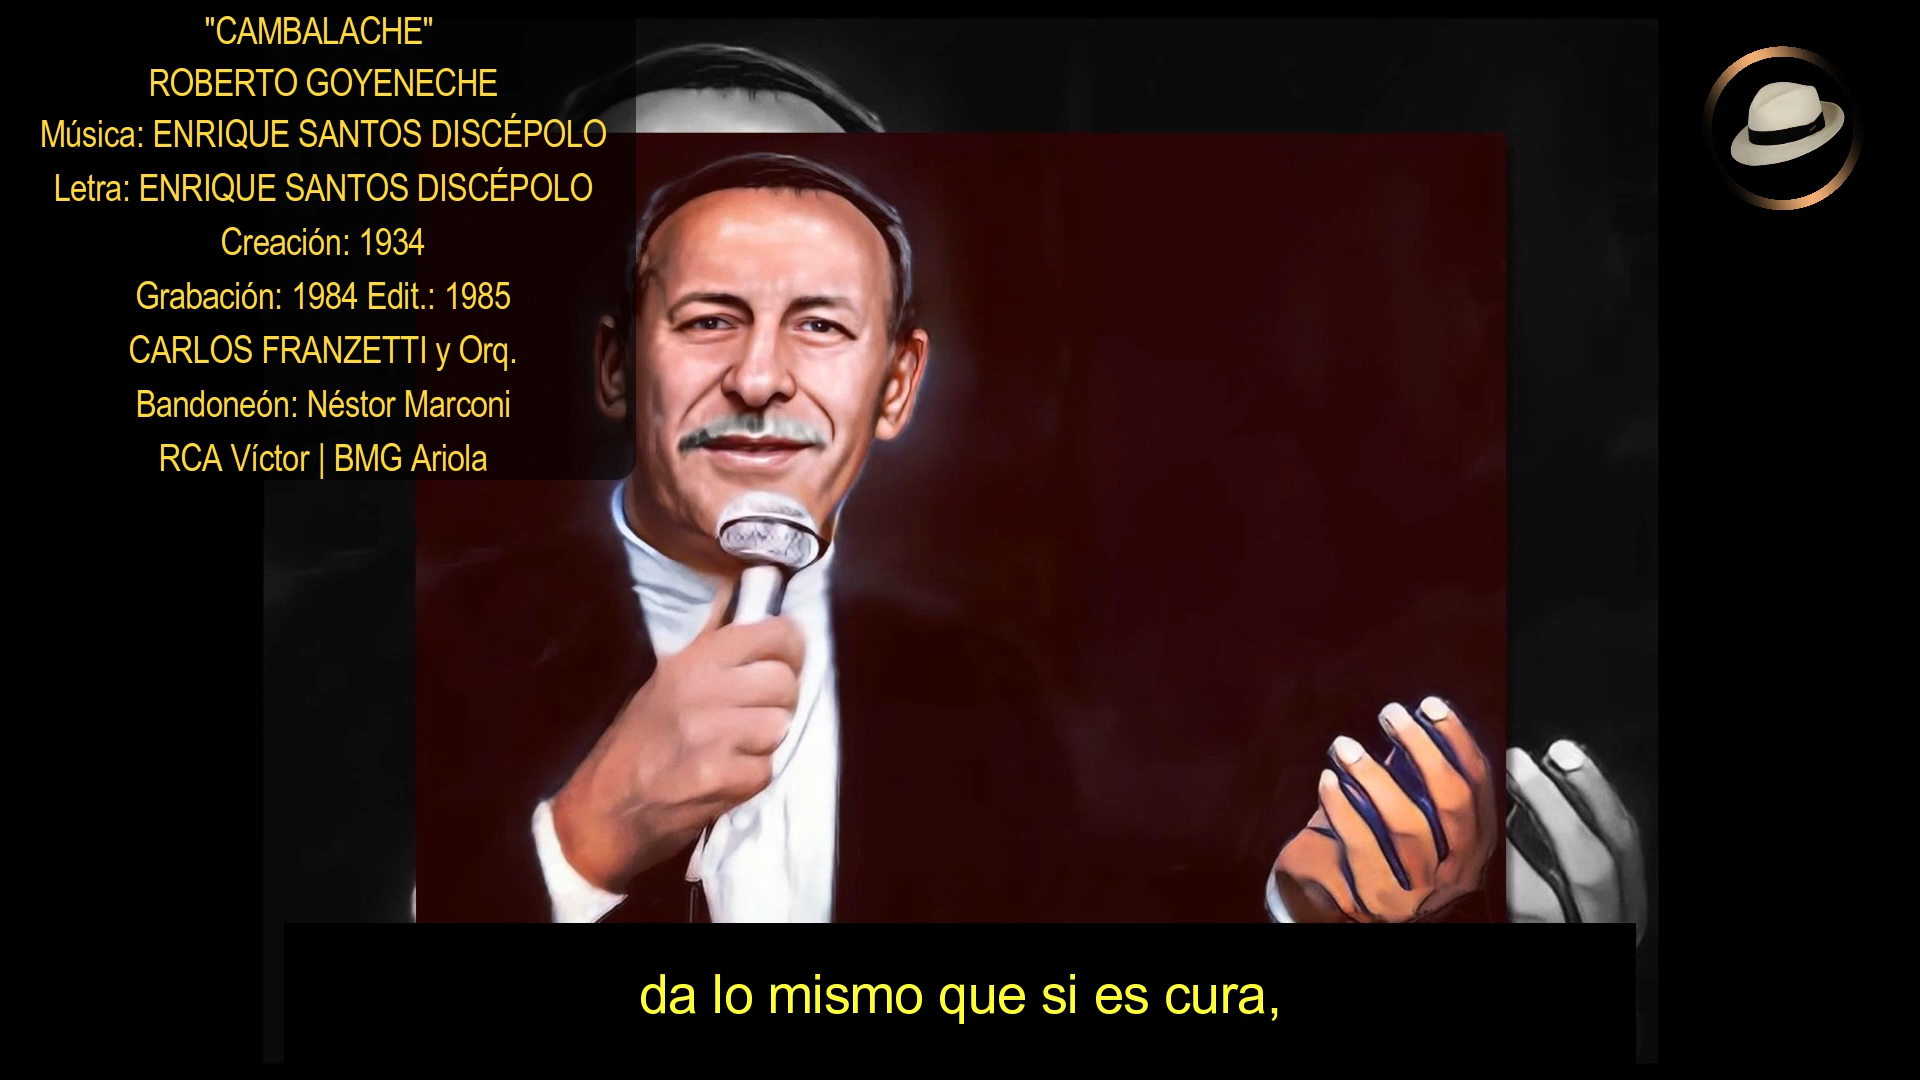 "CAMBALACHE"
ROBERTO GOYENECHE
Música: ENRIQUE SANTOS DISCÉPOLO
Letra: ENRIQUE SANTOS DISCÉPOLO
Creación: 1934
Grabación: 1984 Edit.: 1985
CARLOS FRANZETTI y Orq.
Bandoneón: Néstor Marconi
RCA Víctor | BMG Ariola
da lo mismo que si es cura,